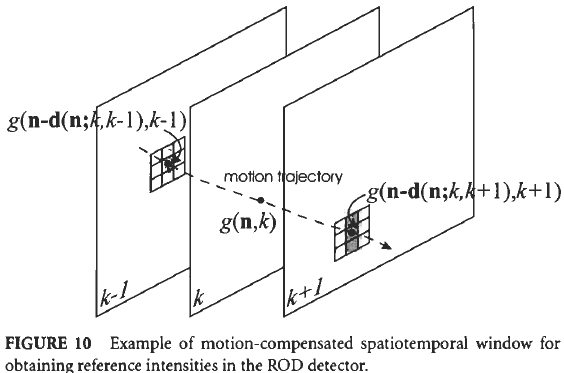 g(n-d(n;k,k-1),k-1)
motion trajectory
g(n-d(n;k,k+1),k+1)
g(n,k)
k-1
k
k+1
FIGURE 10 Example of motion-compensated spatiotemporal window for
obtaining reference intensities in the ROD detector.